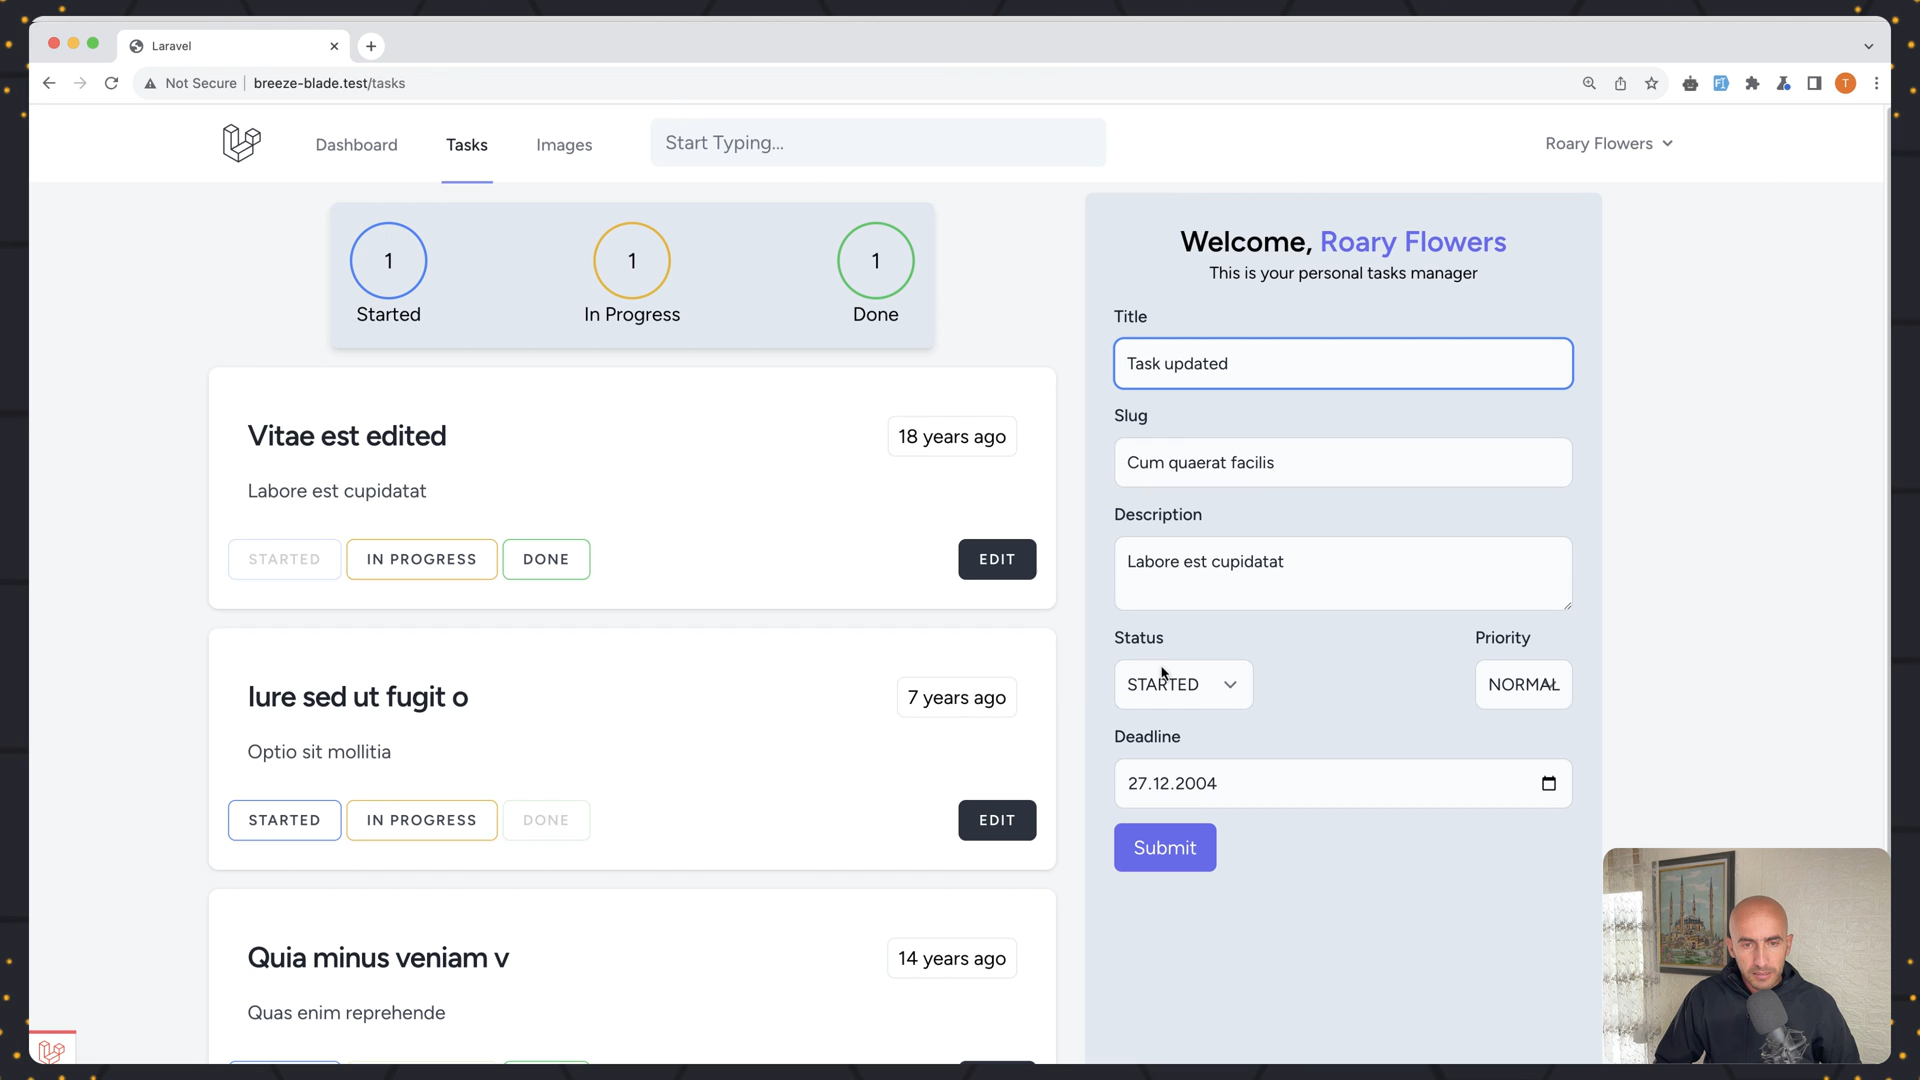 Laravel
Not Secure
breeze-blade.test/tasks
T
Dashboard
Tasks
Images
Start Typing...
Roary Flowers
1
1
1
Started
In Progress
Done
Vitae est edited
18 years ago
Labore est cupidatat
STARTED
IN PROGRESS
DONE
EDIT
Iure sed ut fugit o
7 years ago
Optio sit mollitia
STARTED
IN PROGRESS
DONE
EDIT
Quia minus veniam v
14 years ago
Quas enim reprehende
Welcome, Roary Flowers
This is your personal tasks manager
Title
Task updated
Slug
Cum quaerat facilis
Description
Labore est cupidatat
Status
Priority
STARTED
NORMAL
Deadline
27.12.2004
Submit